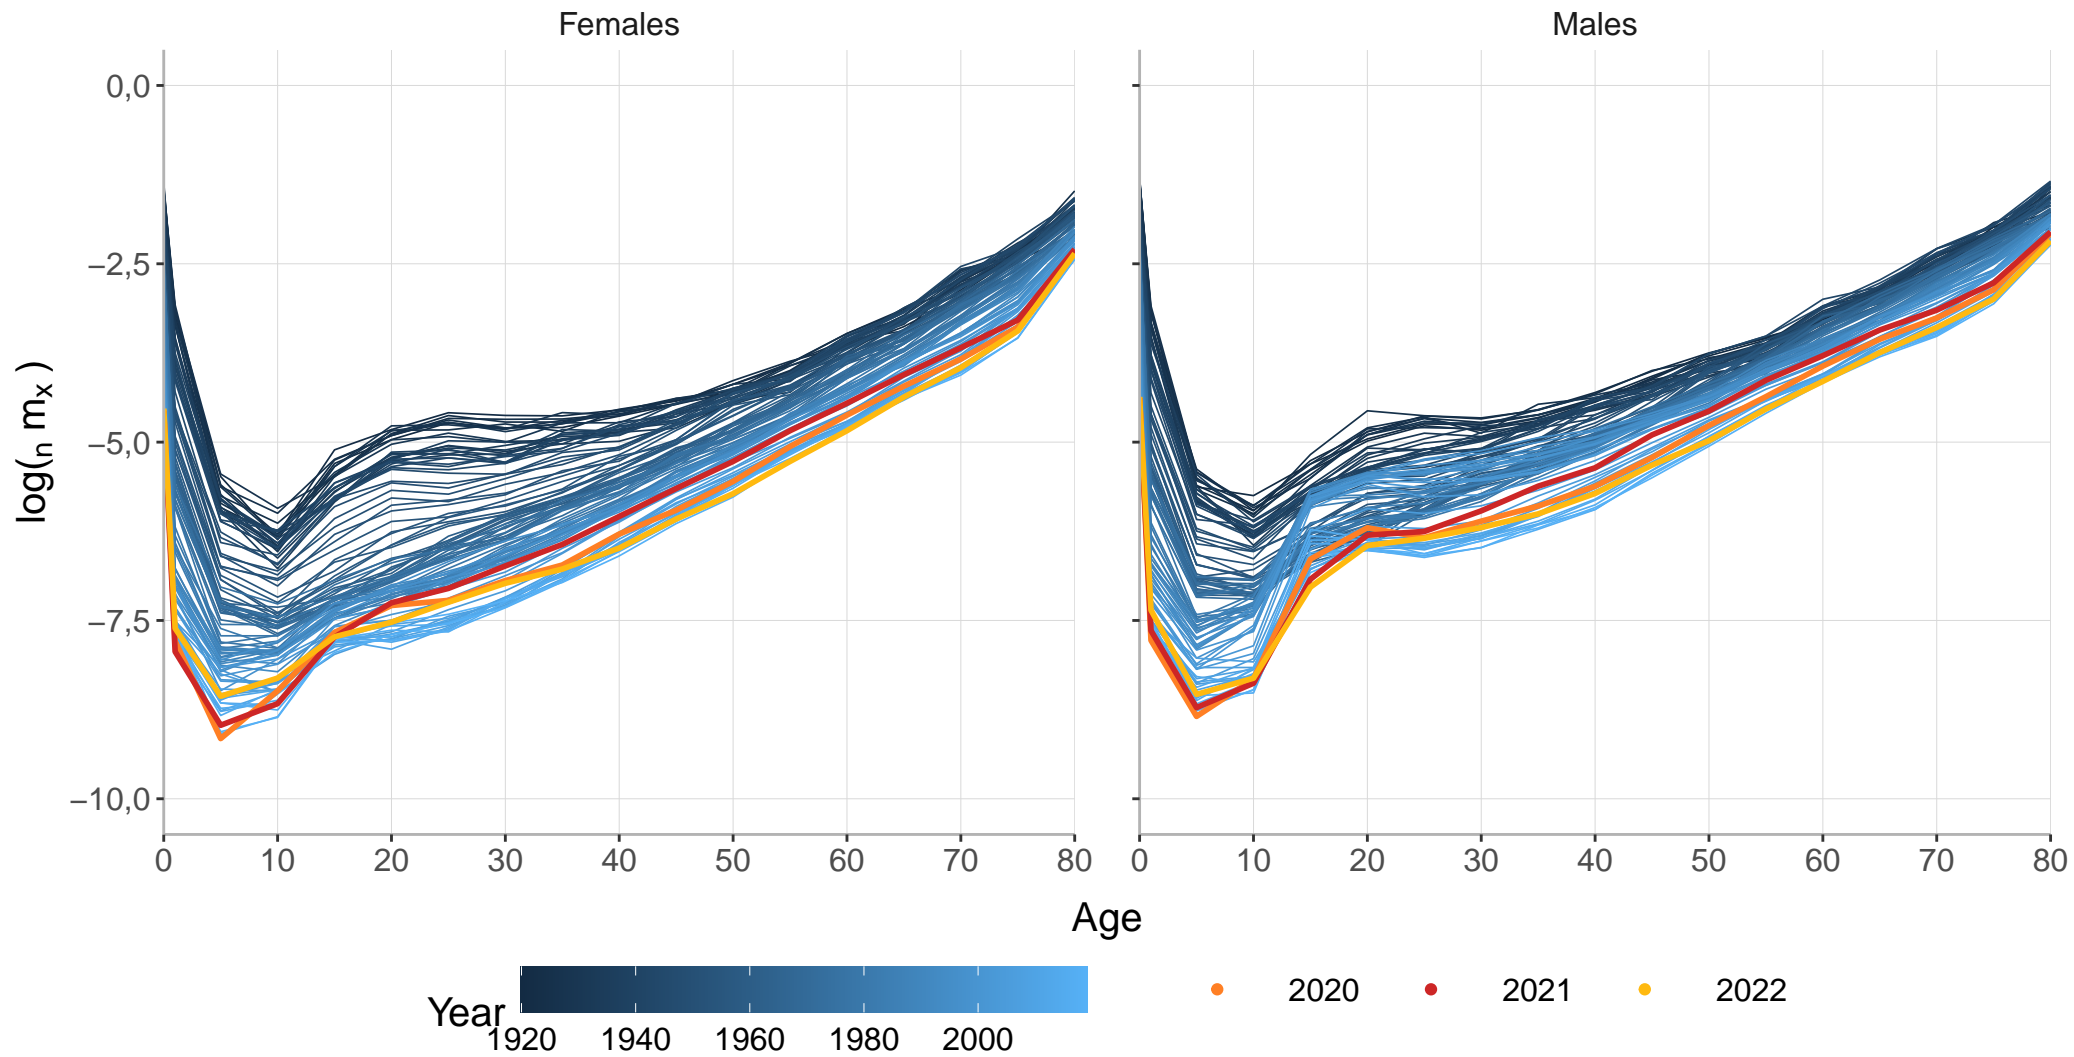 Females Males
0,0
−2,5
−5,0
−7,5
−10,0
log(n mx )
0 10 20 30 40 50 60 70 80 0 10 20 30 40 50 60 70 80
Age
Year
1920 1940 1960 1980 2000
2020 2021 2022